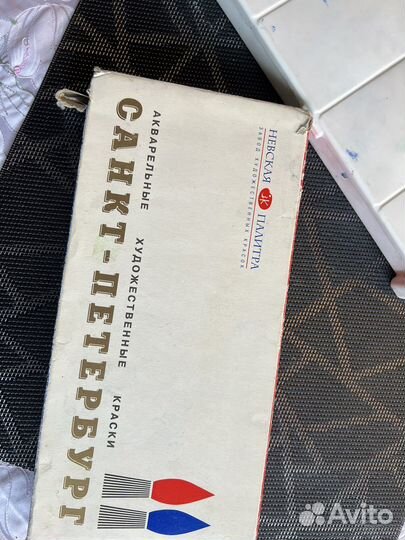 НЕВСКАЯ ПАЛИТРА
ЗАВОД ХУДОЖЕСТВЕННЫХ КРАСОК
АКВАРЕЛЬНЫЕ ХУДОЖЕСТВЕННЫЕ КРАСКИ
САНКТ-ПЕТЕРБУРГ
Avito